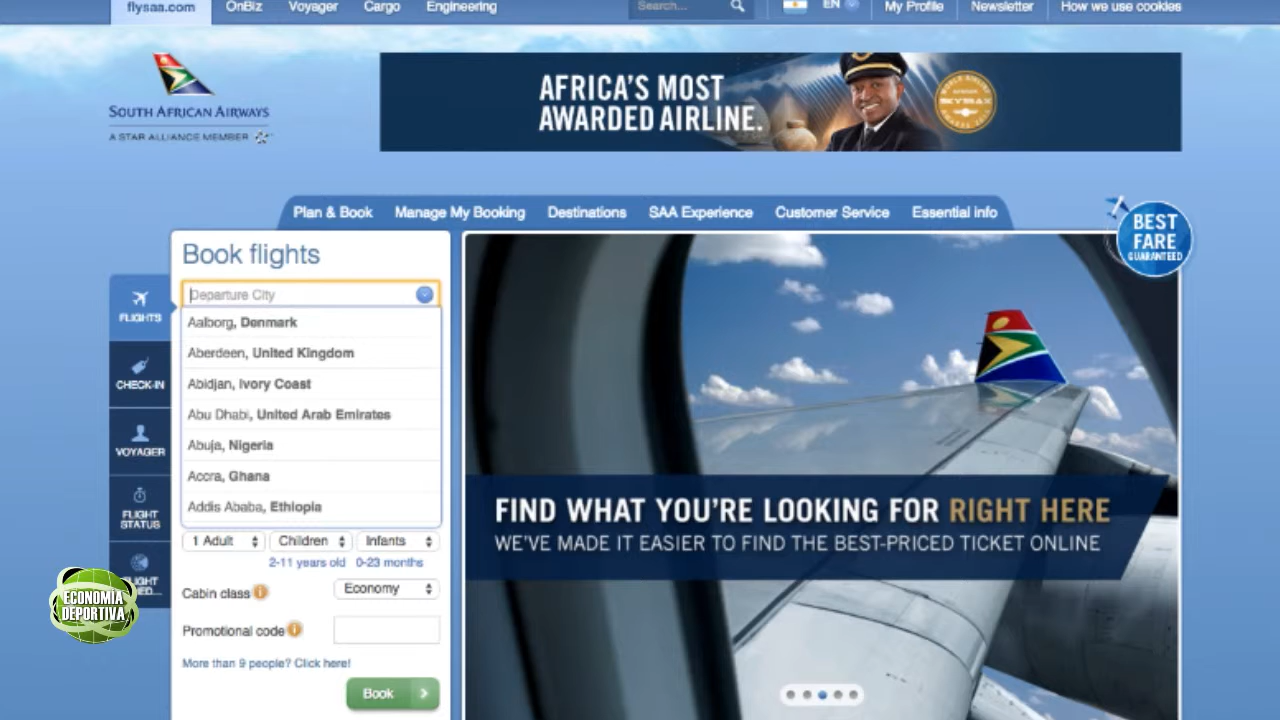 flysaa.com OnBiz Voyager Cargo Engineering Search... EN My Profile Newsletter How we use cookies
SOUTH AFRICAN AIRWAYS
A STAR ALLIANCE MEMBER
AFRICA'S MOST
AWARDED AIRLINE.
SKYTRAX
Plan & Book Manage My Booking Destinations SAA Experience Customer Service Essential Info
BEST
FARE
GUARANTEED
Book flights
Departure City
Aalborg, Denmark
Aberdeen, United Kingdom
Abidjan, Ivory Coast
Abu Dhabi, United Arab Emirates
Abuja, Nigeria
Accra, Ghana
Addis Ababa, Ethiopia
1 Adult Children Infants
2-11 years old 0-23 months
Cabin class Economy
Promotional code
More than 9 people? Click here!
Book
FLIGHTS
CHECK-IN
VOYAGER
FLIGHT
STATUS
ECONOMIA
DEPORTIVA
FIND WHAT YOU'RE LOOKING FOR RIGHT HERE
WE'VE MADE IT EASIER TO FIND THE BEST-PRICED TICKET ONLINE